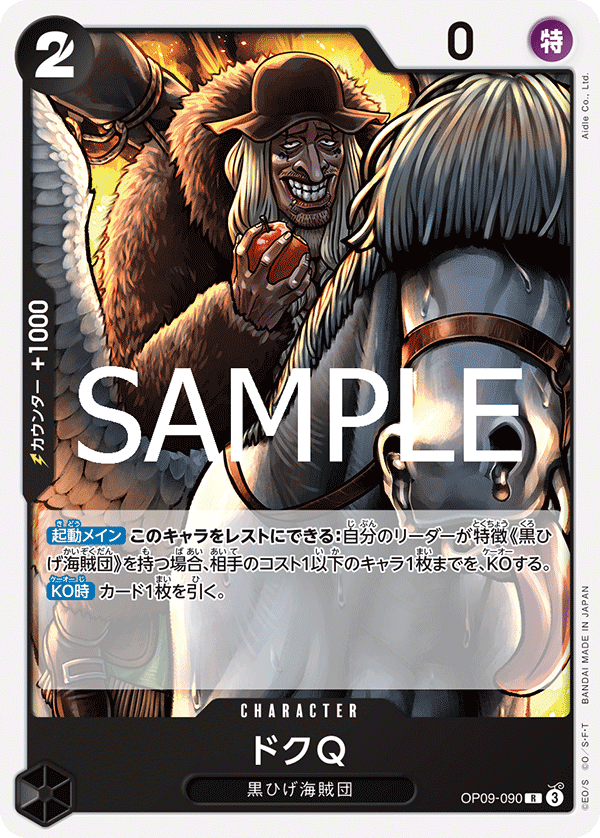 2
0
特
Aidle Co., Ltd.
カウンター +1000
SAMPLE
起動メイン このキャラをレストにできる：自分のリーダーが特徴《黒ひ
げ海賊団》を持つ場合、相手のコスト1以下のキャラ1枚までを、KOする。
KO時 カード1枚を引く。
CHARACTER
ドクQ
黒ひげ海賊団
OP09-090 R 3
©E.O/S ©O/S・F・T BANDAI MADE IN JAPAN